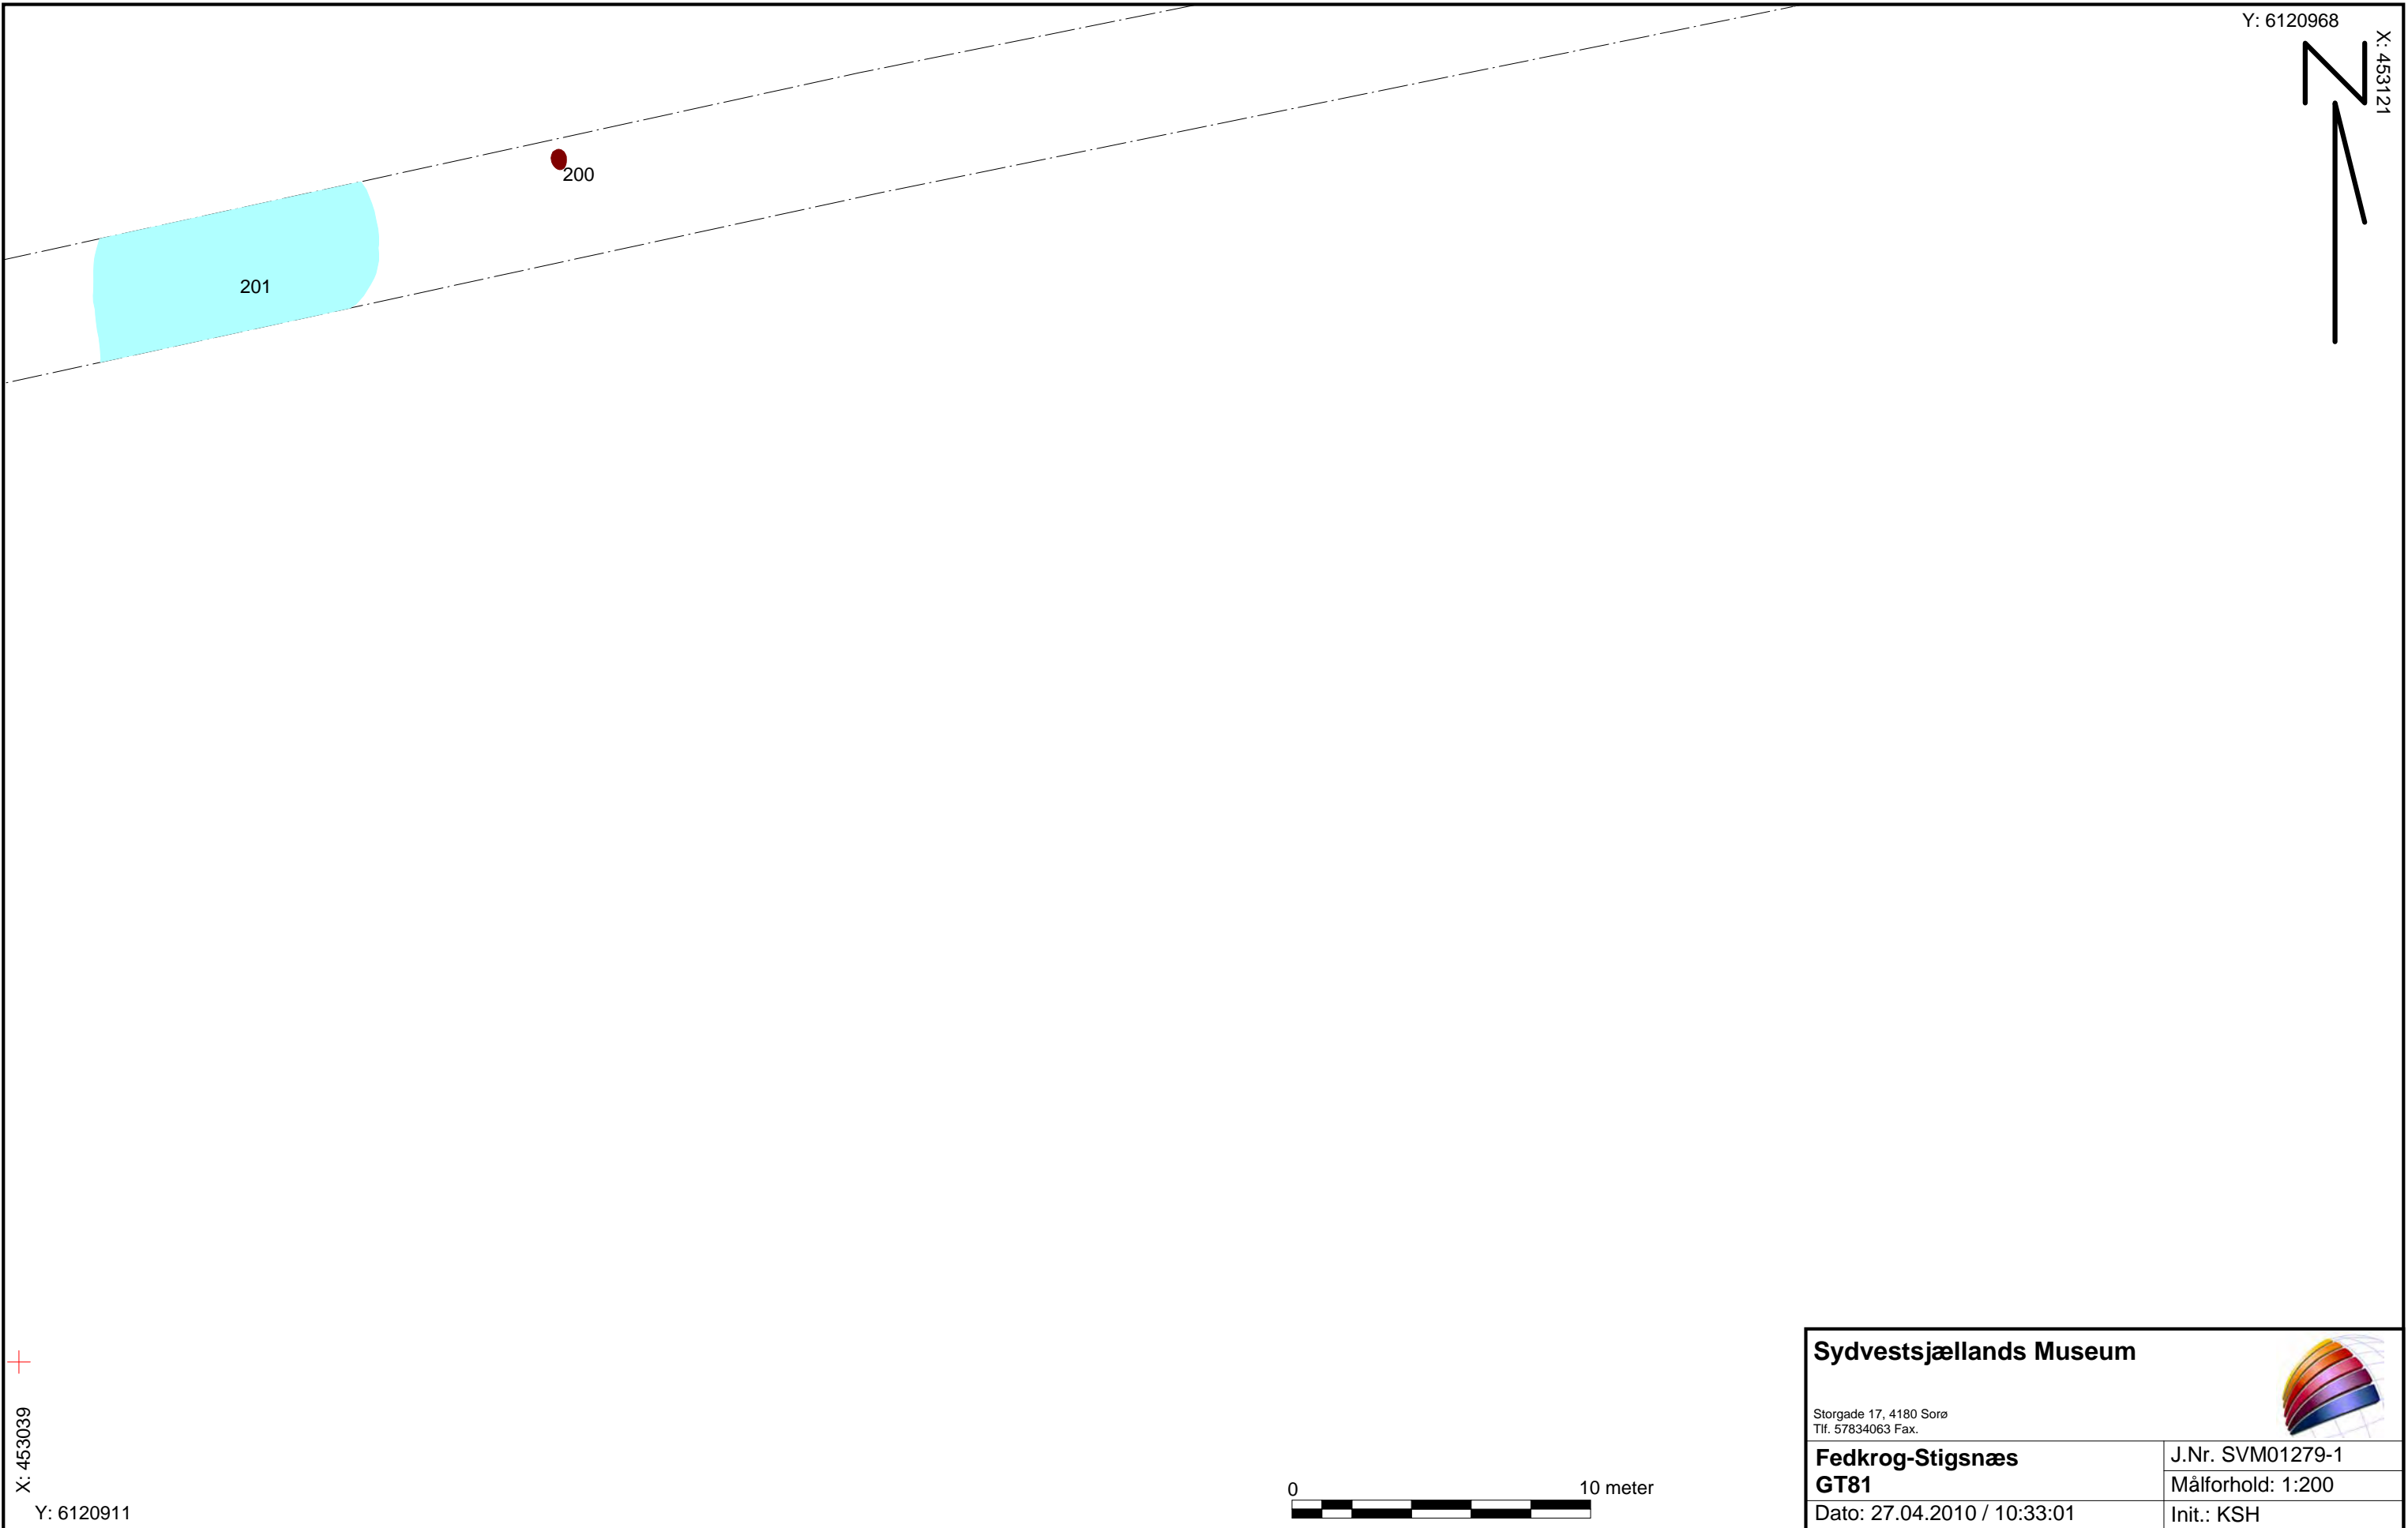 Y: 6120968
X: 453121
200
201
X: 453039
Y: 6120911
0
10 meter
Sydvestsjællands Museum
Storgade 17, 4180 Sorø
Tlf. 57834063 Fax.
Fedkrog-Stigsnæs
GT81
J.Nr. SVM01279-1
Målforhold: 1:200
Dato: 27.04.2010 / 10:33:01
Init.: KSH